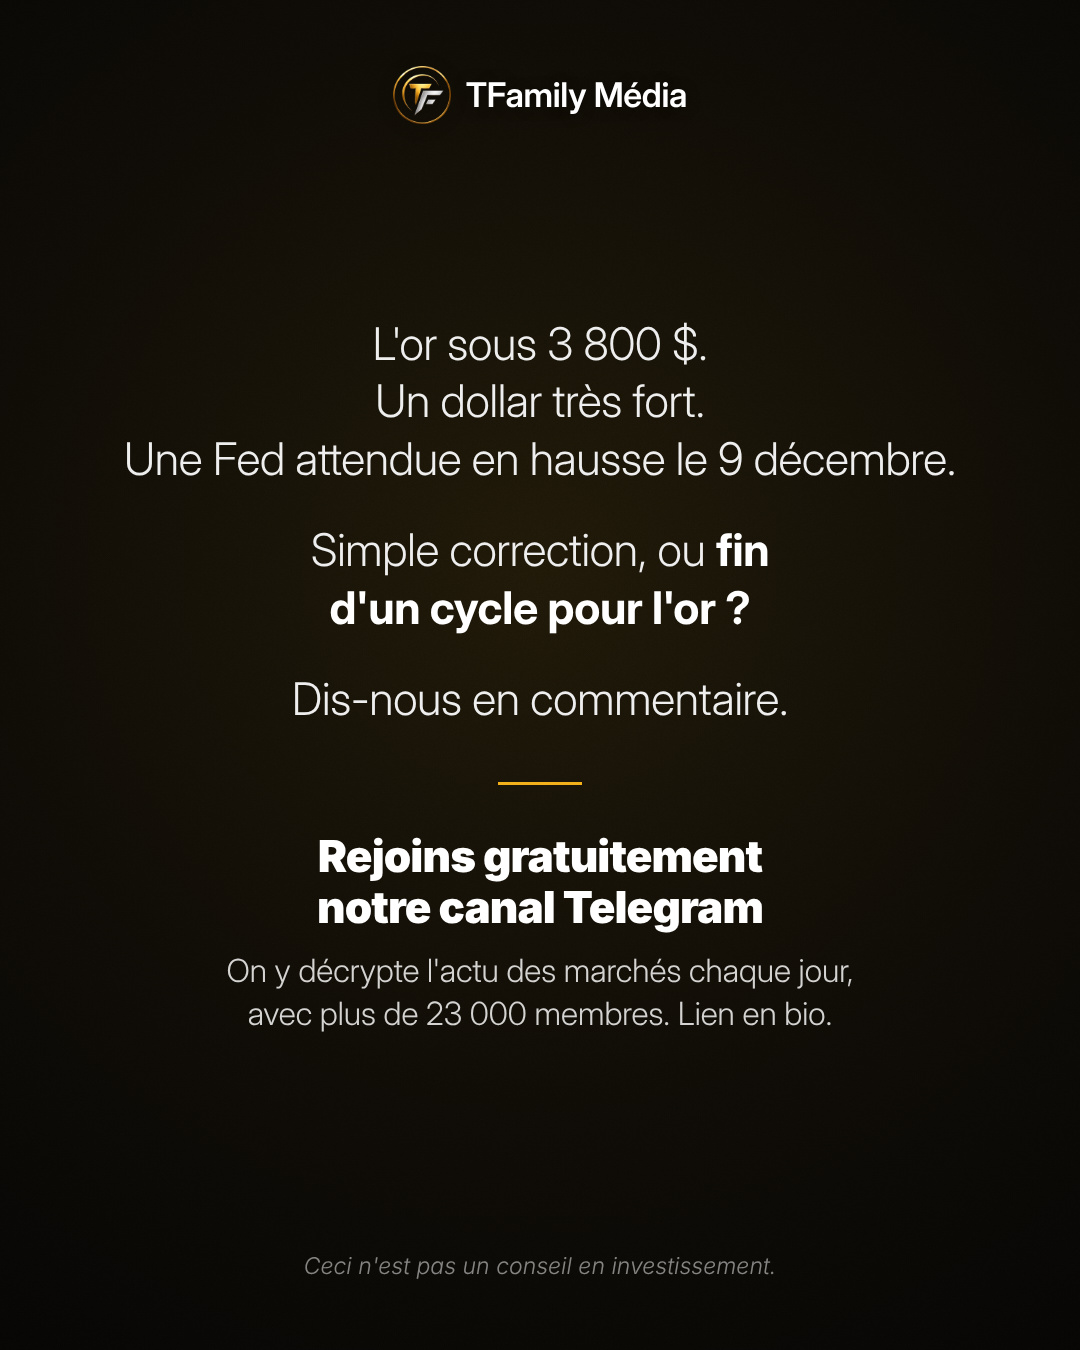 TF TFamily Média
L'or sous 3 800 $.
Un dollar très fort.
Une Fed attendue en hausse le 9 décembre.
Simple correction, ou fin
d'un cycle pour l'or ?
Dis-nous en commentaire.
Rejoins gratuitement
notre canal Telegram
On y décrypte l'actu des marchés chaque jour,
avec plus de 23 000 membres. Lien en bio.
Ceci n'est pas un conseil en investissement.